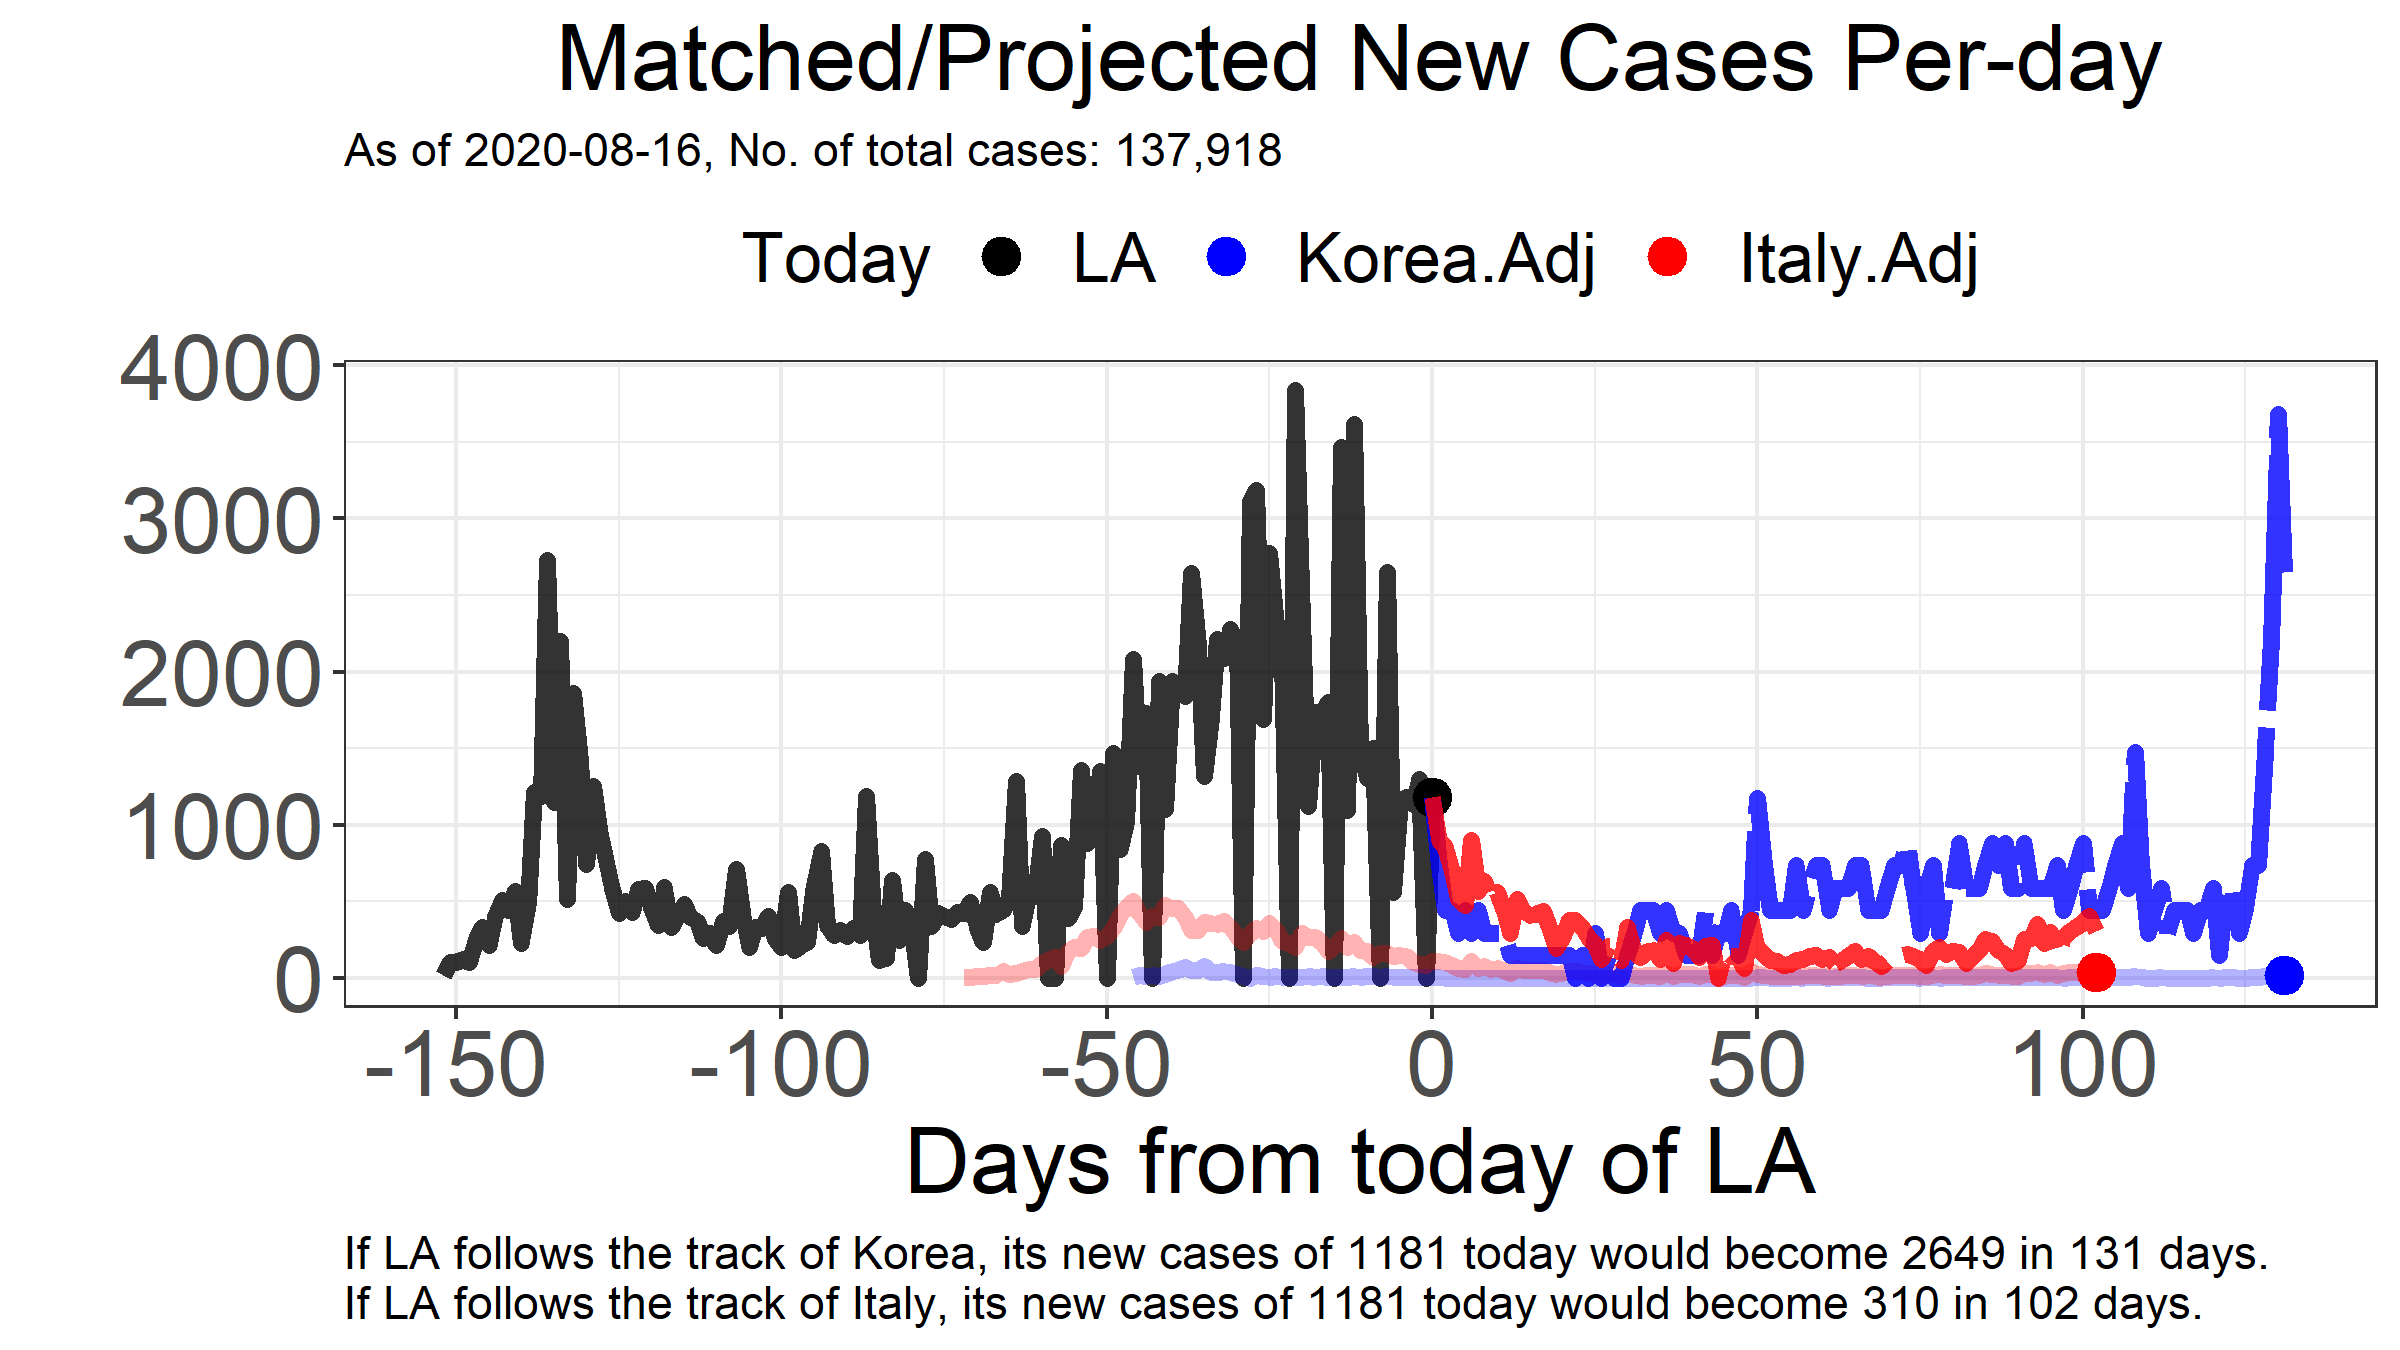 Matched/Projected New Cases Per-day
As of 2020-08-16, No. of total cases: 137,918
Today LA Korea.Adj Italy.Adj
4000
3000
2000
1000
0
-150 -100 -50 0 50 100
Days from today of LA
If LA follows the track of Korea, its new cases of 1181 today would become 2649 in 131 days.
If LA follows the track of Italy, its new cases of 1181 today would become 310 in 102 days.